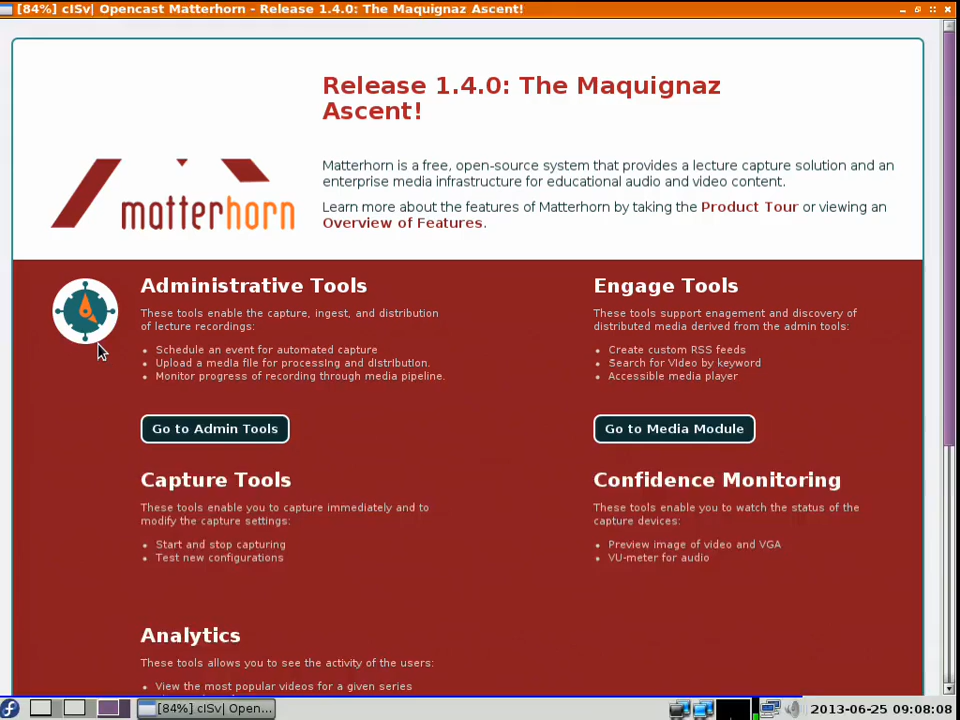 [84%] cISv| Opencast Matterhorn - Release 1.4.0: The Maquignaz Ascent!
Release 1.4.0: The Maquignaz
Ascent!
matterhorn
Matterhorn is a free, open-source system that provides a lecture capture solution and an
enterprise media infrastructure for educational audio and video content.
Learn more about the features of Matterhorn by taking the Product Tour or viewing an
Overview of Features.
Administrative Tools
These tools enable the capture, ingest, and distribution
of lecture recordings:
• Schedule an event for automated capture
• Upload a media file for processing and distribution.
• Monitor progress of recording through media pipeline.
Go to Admin Tools
Engage Tools
These tools support enagement and discovery of
distributed media derived from the admin tools:
• Create custom RSS feeds
• Search for Video by keyword
• Accessible media player
Go to Media Module
Capture Tools
These tools enable you to capture immediately and to
modify the capture settings:
• Start and stop capturing
• Test new configurations
Confidence Monitoring
These tools enable you to watch the status of the
capture devices:
• Preview image of video and VGA
• VU-meter for audio
Analytics
These tools allows you to see the activity of the users:
• View the most popular videos for a given series
[84%] cISv| Open...
2013-06-25 09:08:08